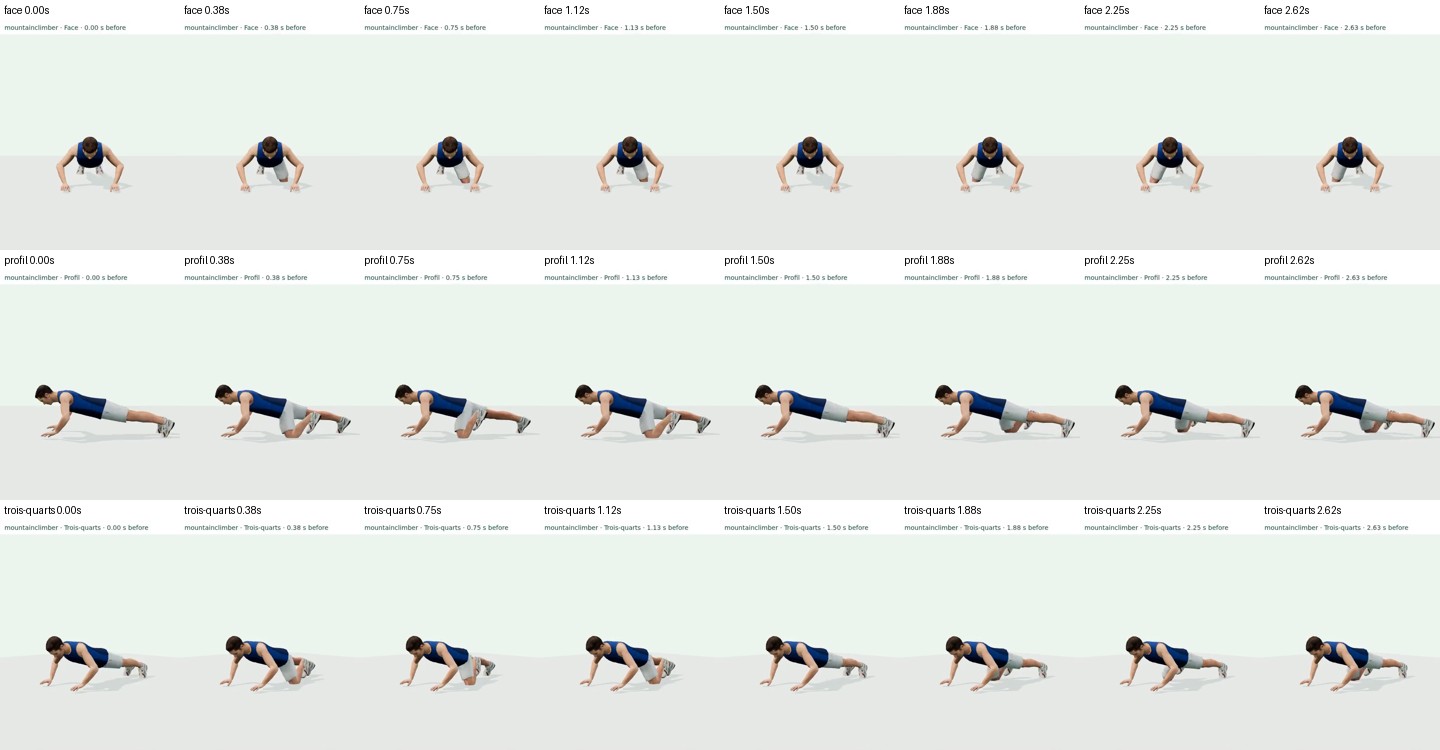 face 0.00s face 0.38s face 0.75s face 1.12s face 1.50s face 1.88s face 2.25s face 2.62s
mountainclimber · Face · 0.00 s before mountainclimber · Face · 0.38 s before mountainclimber · Face · 0.75 s before mountainclimber · Face · 1.13 s before mountainclimber · Face · 1.50 s before mountainclimber · Face · 1.88 s before mountainclimber · Face · 2.25 s before mountainclimber · Face · 2.63 s before
profil 0.00s profil 0.38s profil 0.75s profil 1.12s profil 1.50s profil 1.88s profil 2.25s profil 2.62s
mountainclimber · Profil · 0.00 s before mountainclimber · Profil · 0.38 s before mountainclimber · Profil · 0.75 s before mountainclimber · Profil · 1.13 s before mountainclimber · Profil · 1.50 s before mountainclimber · Profil · 1.88 s before mountainclimber · Profil · 2.25 s before mountainclimber · Profil · 2.63 s before
trois-quarts 0.00s trois-quarts 0.38s trois-quarts 0.75s trois-quarts 1.12s trois-quarts 1.50s trois-quarts 1.88s trois-quarts 2.25s trois-quarts 2.62s
mountainclimber · Trois-quarts · 0.00 s before mountainclimber · Trois-quarts · 0.38 s before mountainclimber · Trois-quarts · 0.75 s before mountainclimber · Trois-quarts · 1.13 s before mountainclimber · Trois-quarts · 1.50 s before mountainclimber · Trois-quarts · 1.88 s before mountainclimber · Trois-quarts · 2.25 s before mountainclimber · Trois-quarts · 2.63 s before